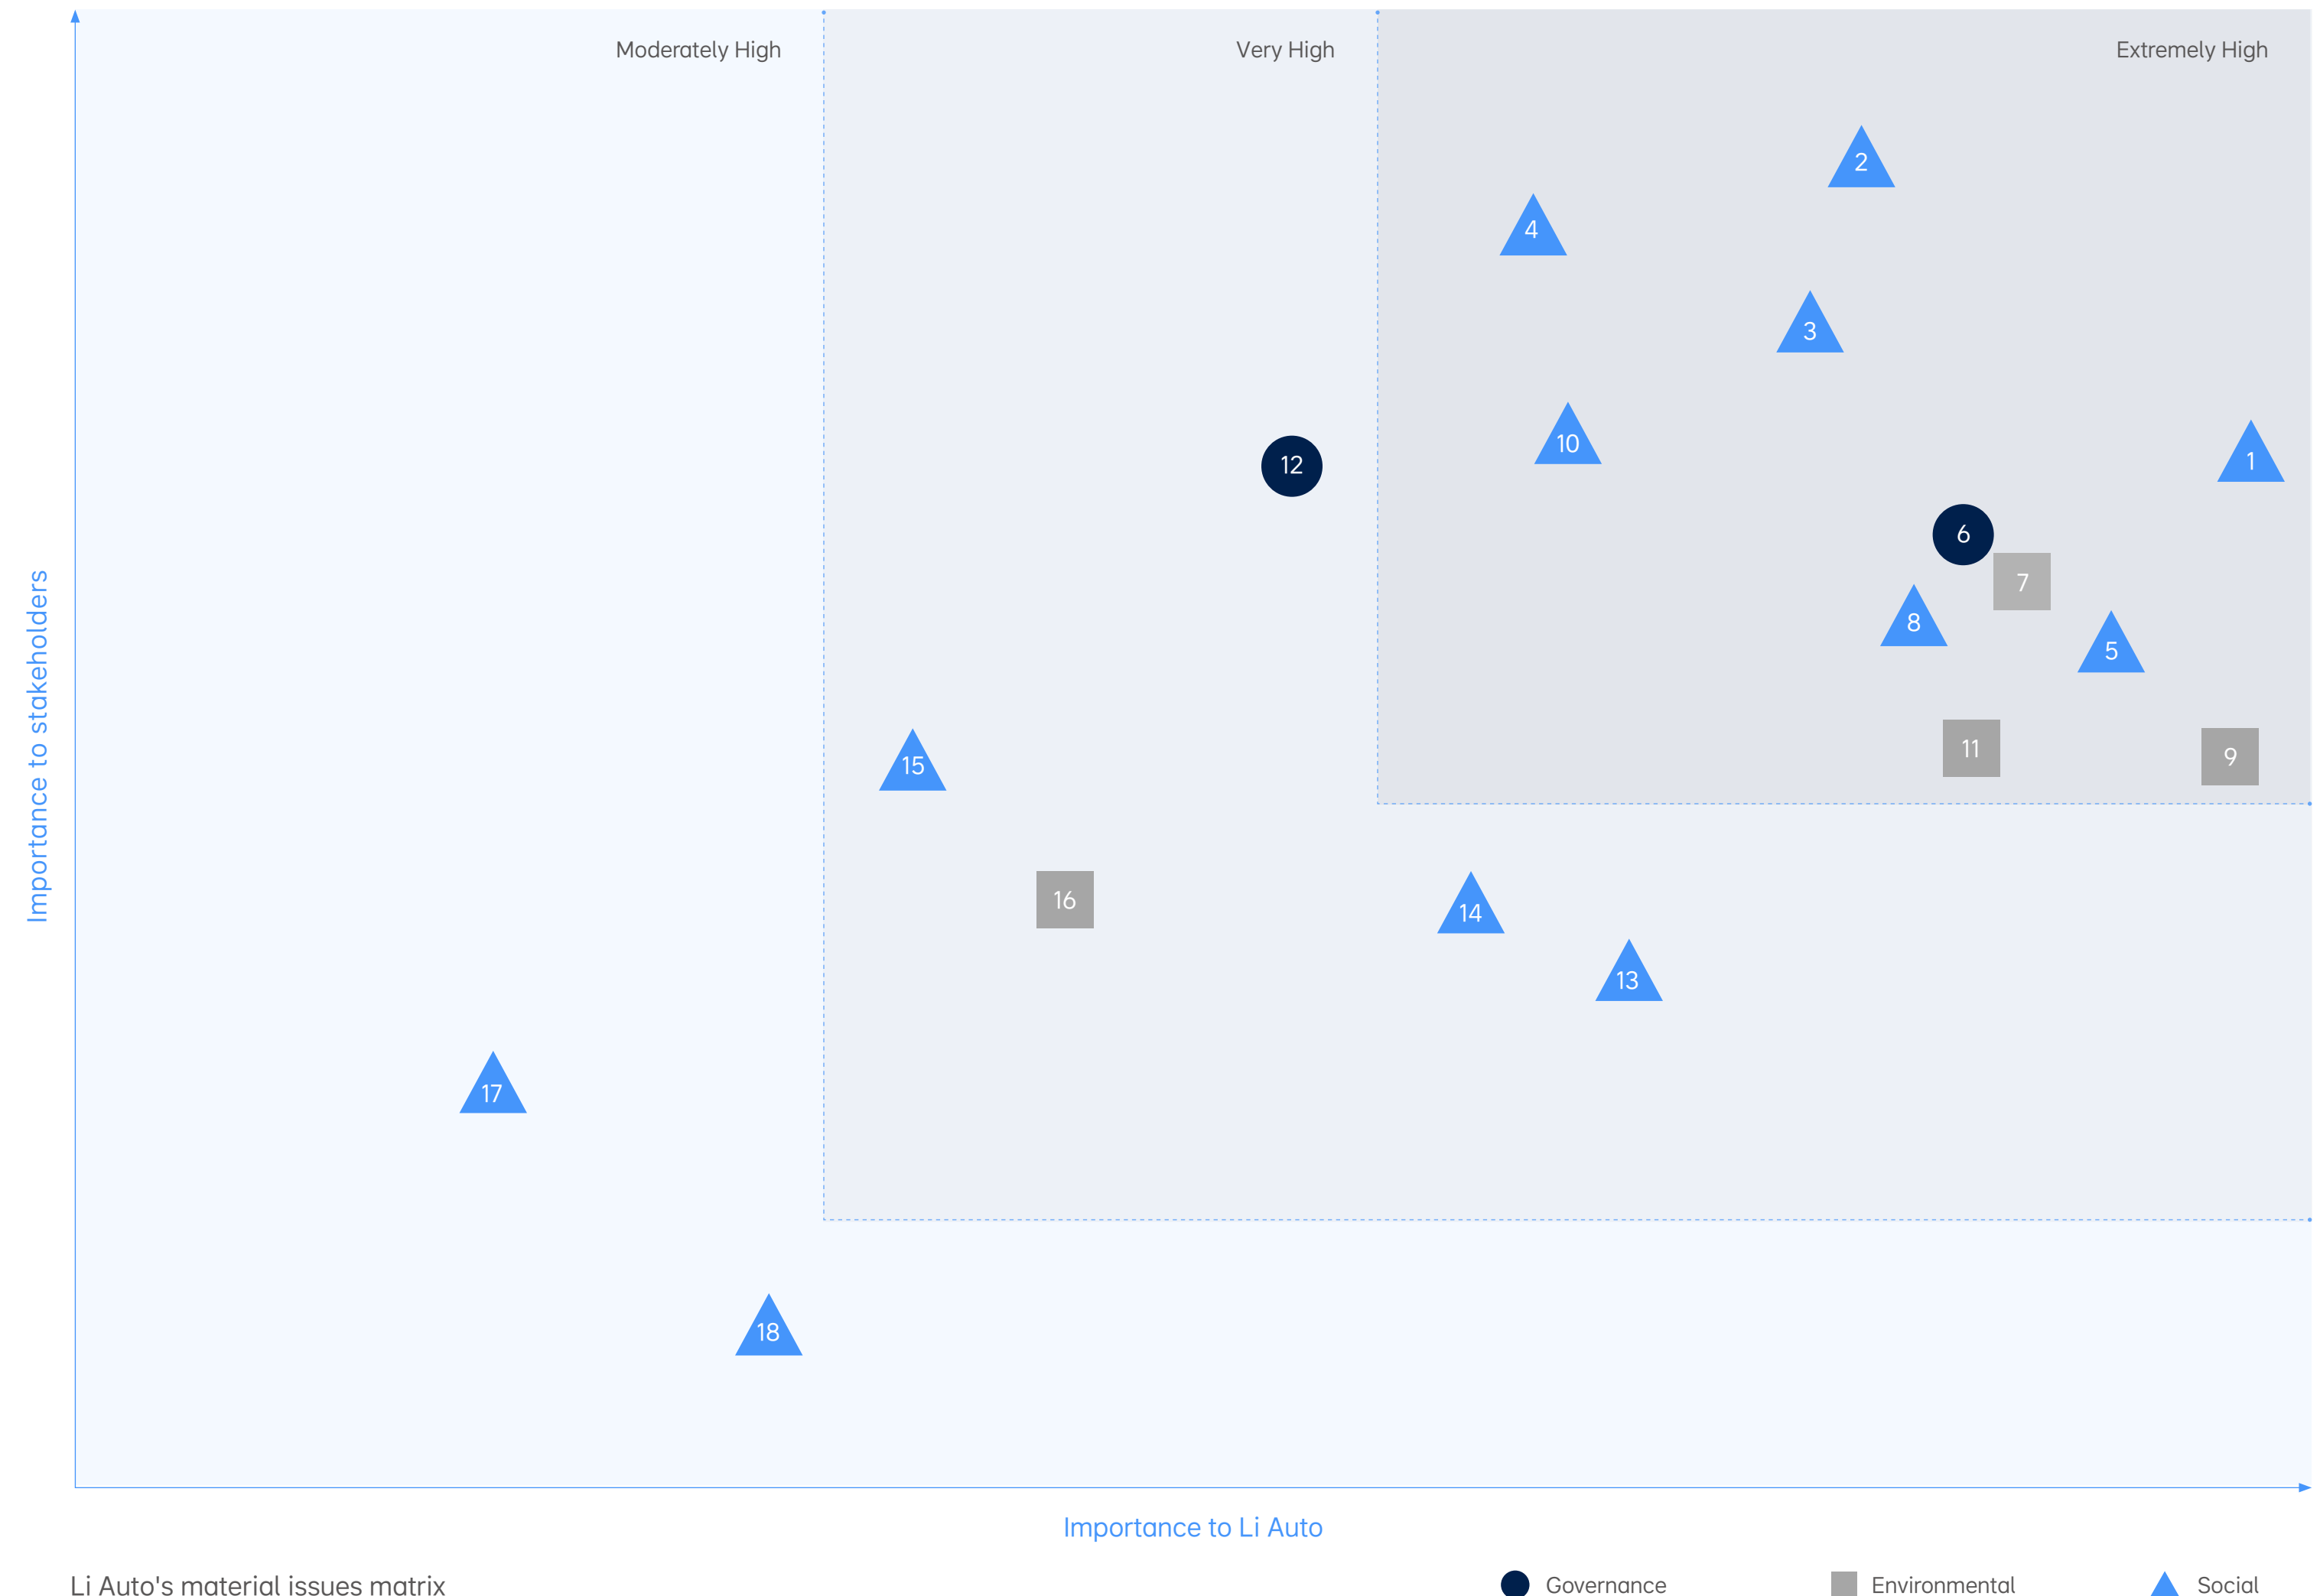 Moderately High
Very High
Extremely High
2
4
3
10
1
12
6
7
8
5
11
9
15
16
14
13
17
18
Importance to stakeholders
Importance to Li Auto
Li Auto's material issues matrix
Governance
Environmental
Social